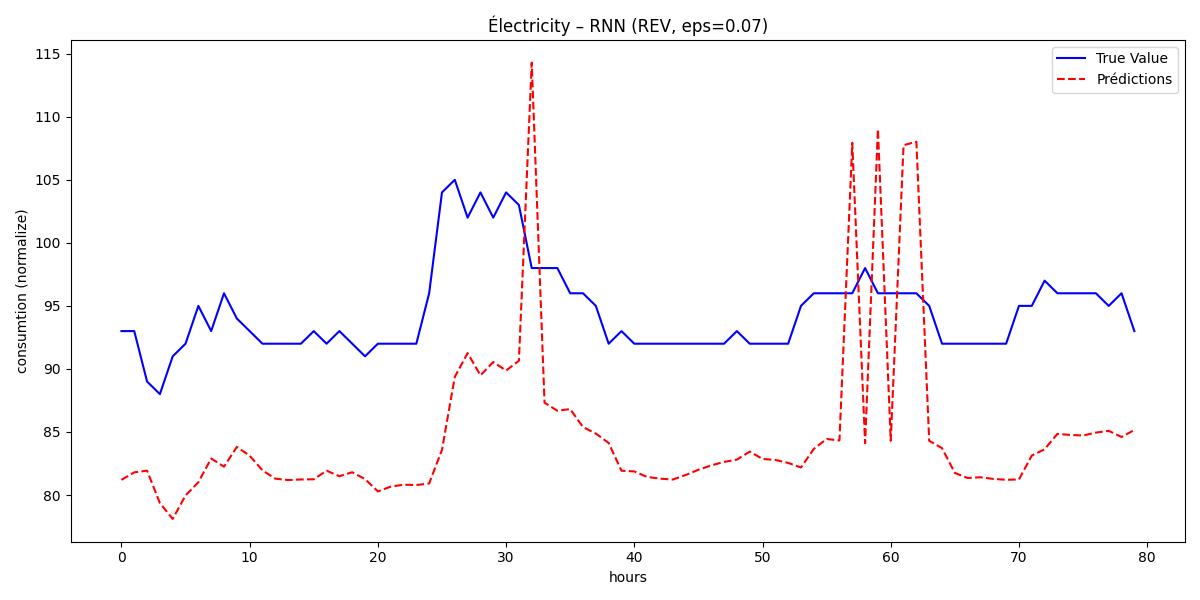 Électricity – RNN (REV, eps=0.07)
True Value
Prédictions
consumtion (normalize)
115
110
105
100
95
90
85
80
0 10 20 30 40 50 60 70 80
hours